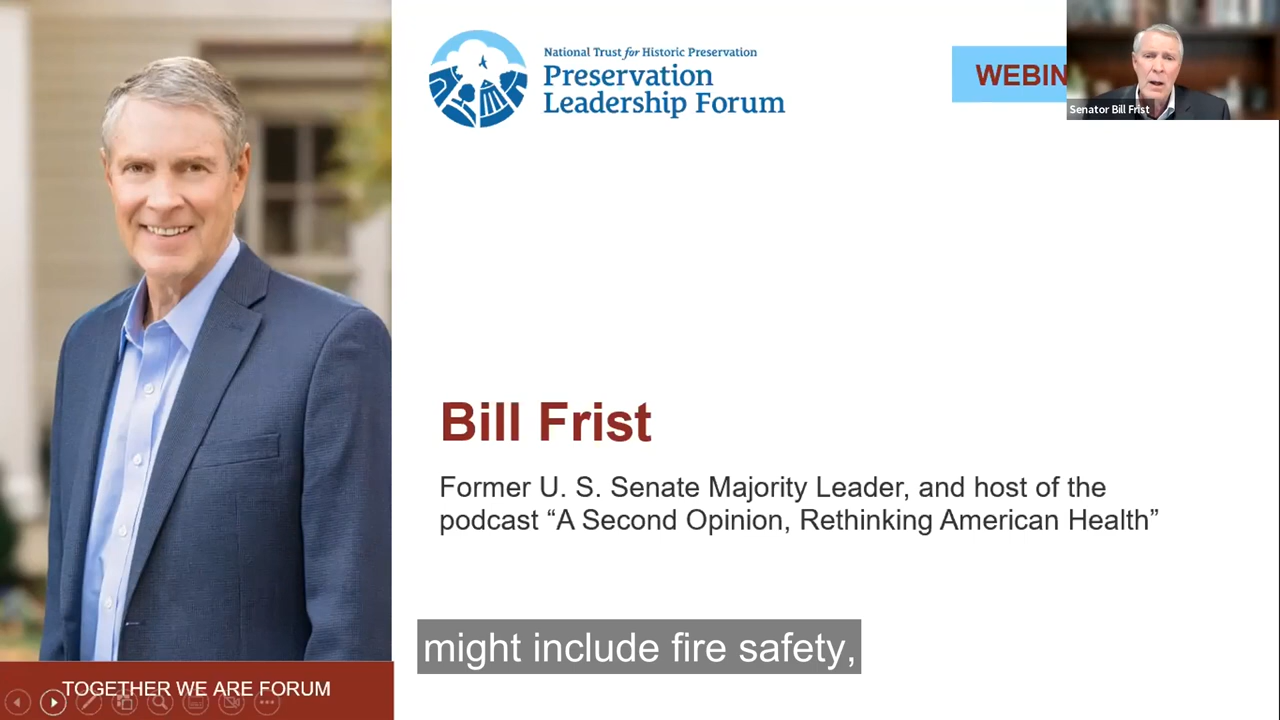 National Trust for Historic Preservation
Preservation
Leadership Forum
WEBIN
Senator Bill Frist
Bill Frist
Former U. S. Senate Majority Leader, and host of the
podcast “A Second Opinion, Rethinking American Health”
might include fire safety,
TOGETHER WE ARE FORUM